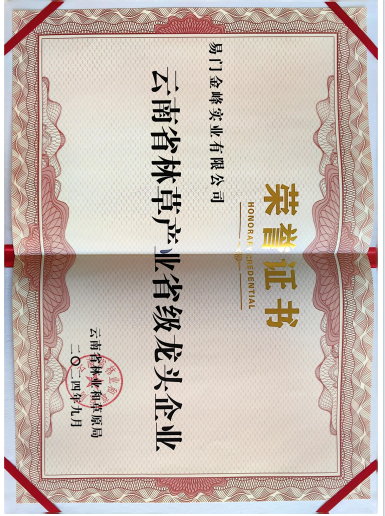 荣誉证书
HONORARY CREDENTIAL
易门金峰实业有限公司
云南省林草产业省级龙头企业
云南省林业和草原局
二〇二四年九月